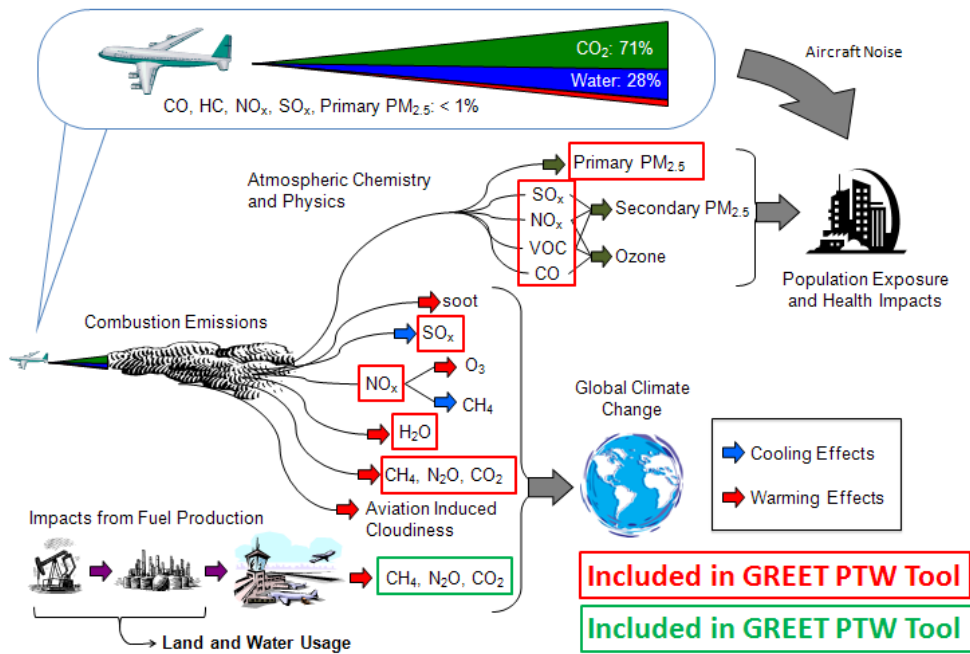 CO₂: 71%
Water: 28%
CO, HC, NOₓ, SOₓ, Primary PM₂.₅: < 1%
Aircraft Noise
Atmospheric Chemistry
and Physics
Primary PM₂.₅
SOₓ
NOₓ
VOC
CO
Secondary PM₂.₅
Ozone
Population Exposure
and Health Impacts
Combustion Emissions
soot
SOₓ
NOₓ
O₃
CH₄
H₂O
CH₄, N₂O, CO₂
Aviation Induced
Cloudiness
Global Climate
Change
Cooling Effects
Warming Effects
Impacts from Fuel Production
CH₄, N₂O, CO₂
Land and Water Usage
Included in GREET PTW Tool
Included in GREET PTW Tool